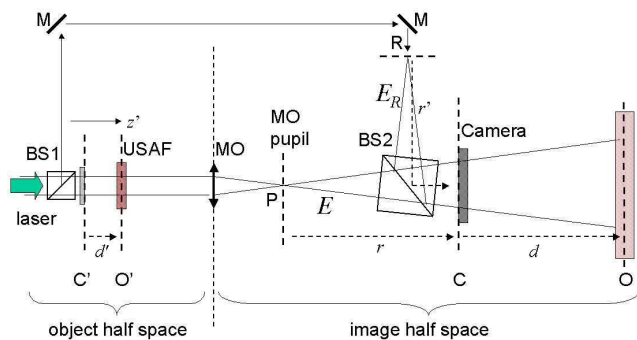 M
M
R
z'
E_R
r'
MO
pupil
BS1
USAF
MO
BS2
Camera
P
E
laser
d'
r
d
C'
O'
C
O
object half space
image half space